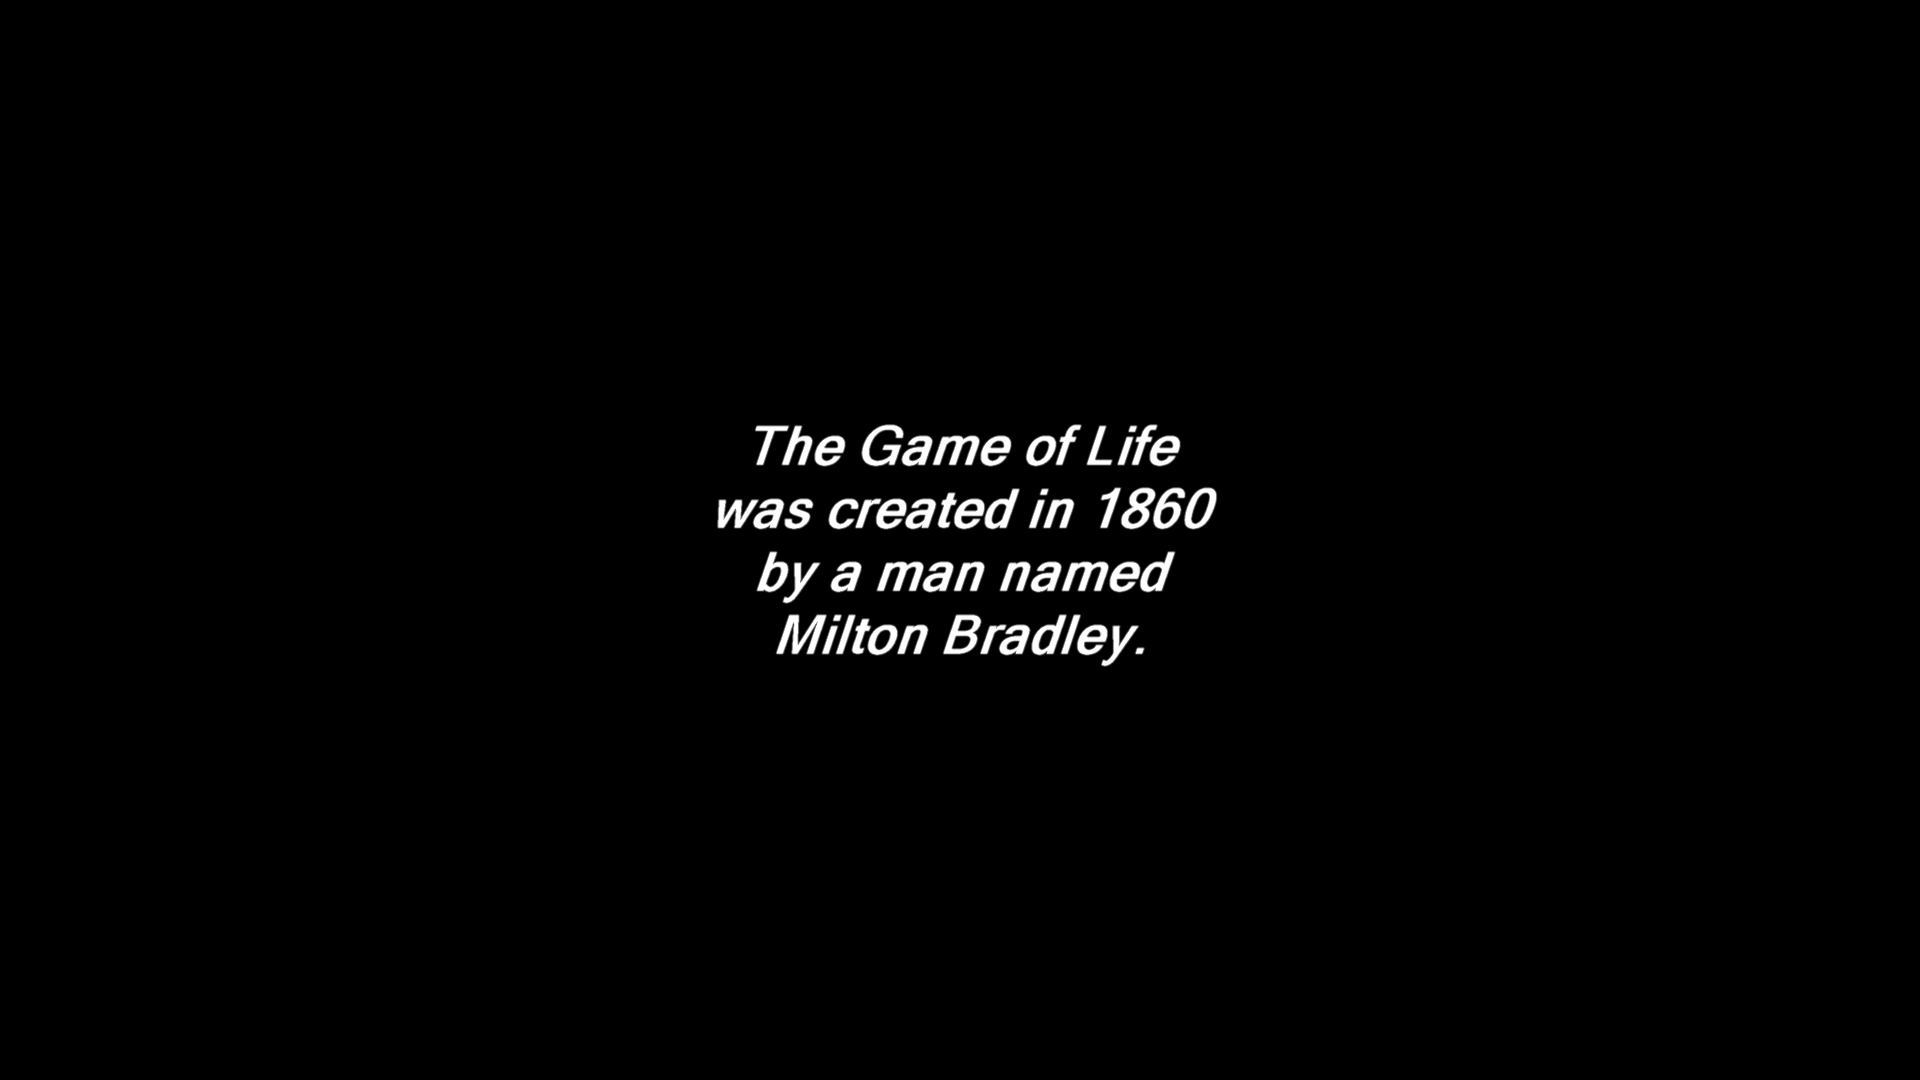 The Game of Life
was created in 1860
by a man named
Milton Bradley.